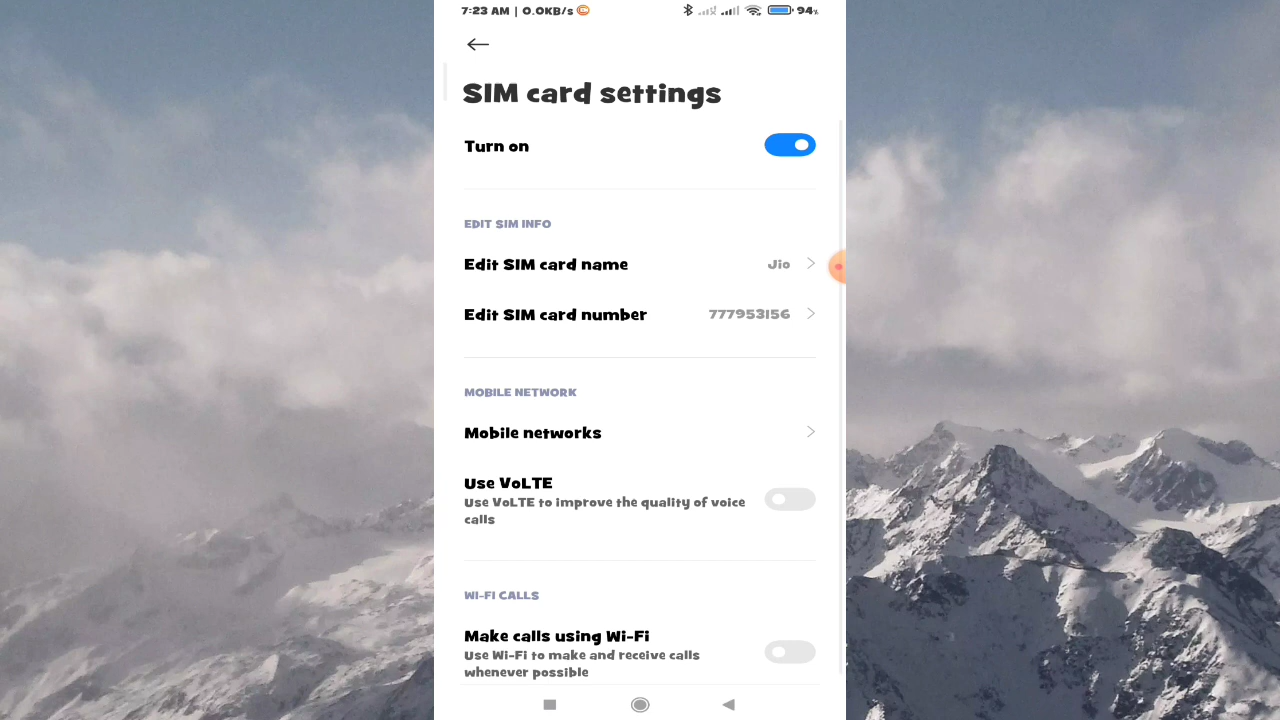 7:23 AM | 0.0KB/s 94%
SIM card settings
Turn on
EDIT SIM INFO
Edit SIM card name Jio
Edit SIM card number 777953156
MOBILE NETWORK
Mobile networks
Use VoLTE
Use VoLTE to improve the quality of voice
calls
WI-FI CALLS
Make calls using Wi-Fi
Use Wi-Fi to make and receive calls
whenever possible